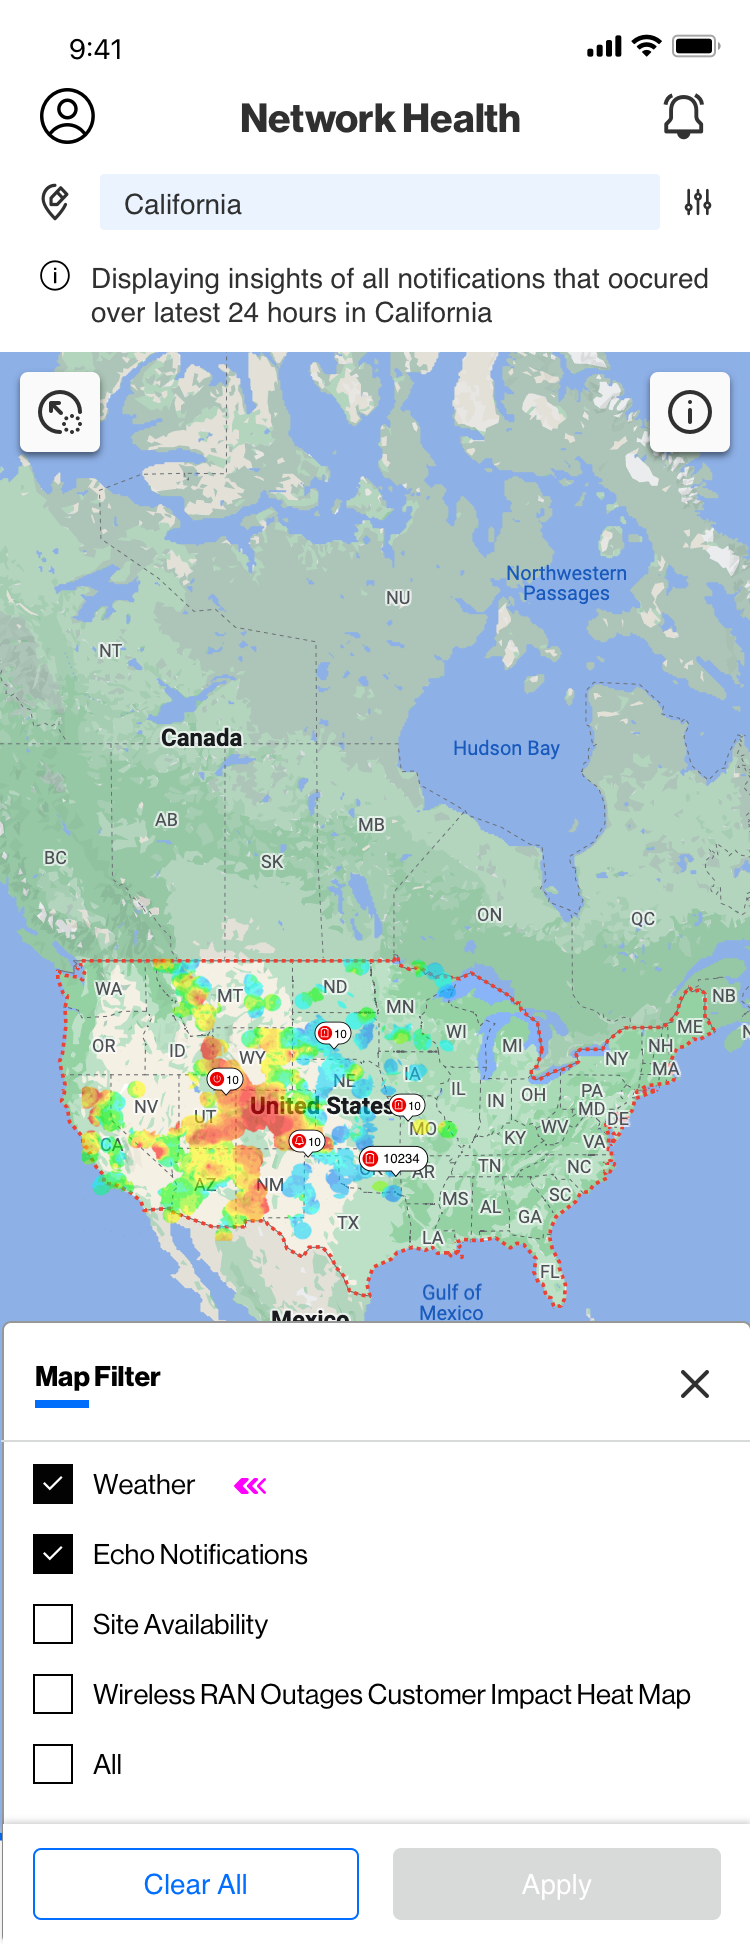 9:41
Network Health
California
Displaying insights of all notifications that oocured
over latest 24 hours in California
NU
Northwestern
Passages
NT
Canada
Hudson Bay
AB
MB
BC
SK
ON
QC
WA
MT
ND
NB
MN
ME
OR
ID
WY
10
WI
MI
NY
NH
MA
10
NE
IA
IL
IN
OH
PA
NV
UT
United States
10
MD
DE
CA
10
MO
KY
WV
VA
10234
AR
TN
NC
AZ
NM
MS
AL
SC
GA
TX
LA
FL
Gulf of
Mexico
Mexico
Map Filter
Weather
Echo Notifications
Site Availability
Wireless RAN Outages Customer Impact Heat Map
All
Clear All
Apply